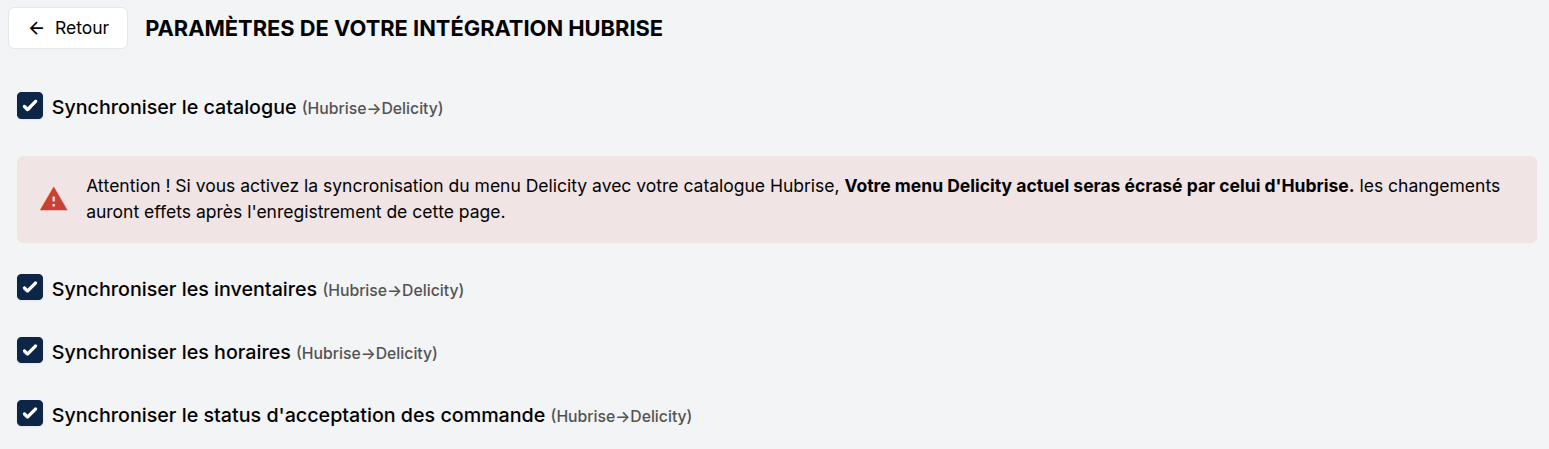 ← Retour PARAMÈTRES DE VOTRE INTÉGRATION HUBRISE
Synchroniser le catalogue (Hubrise→Delicity)
Attention ! Si vous activez la syncronisation du menu Delicity avec votre catalogue Hubrise, Votre menu Delicity actuel seras écrasé par celui d'Hubrise. les changements
auront effets après l'enregistrement de cette page.
Synchroniser les inventaires (Hubrise→Delicity)
Synchroniser les horaires (Hubrise→Delicity)
Synchroniser le status d'acceptation des commande (Hubrise→Delicity)